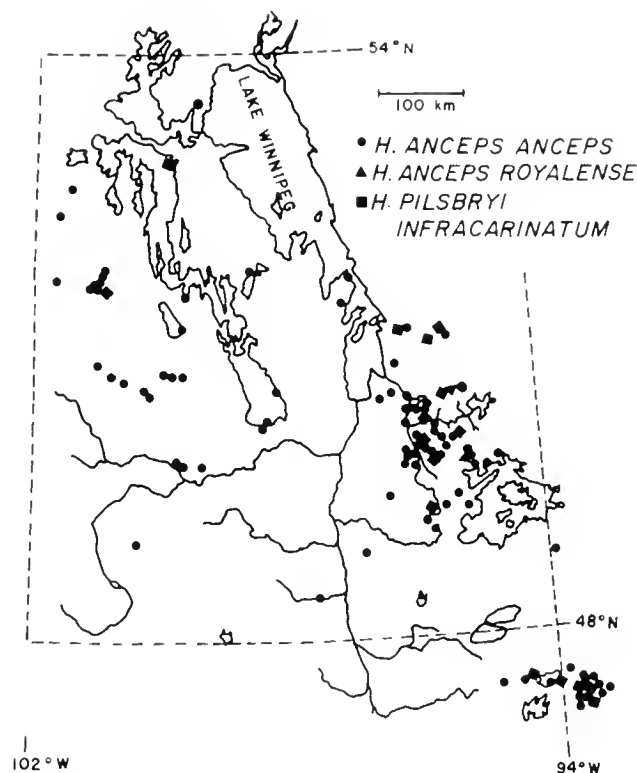 54°N
100 km
LAKE WINNIPEG
● H. ANCEPS ANCEPS
▲ H. ANCEPS ROYALENSE
■ H. PILSBRYI
INFRACARINATUM
48°N
102°W
94°W